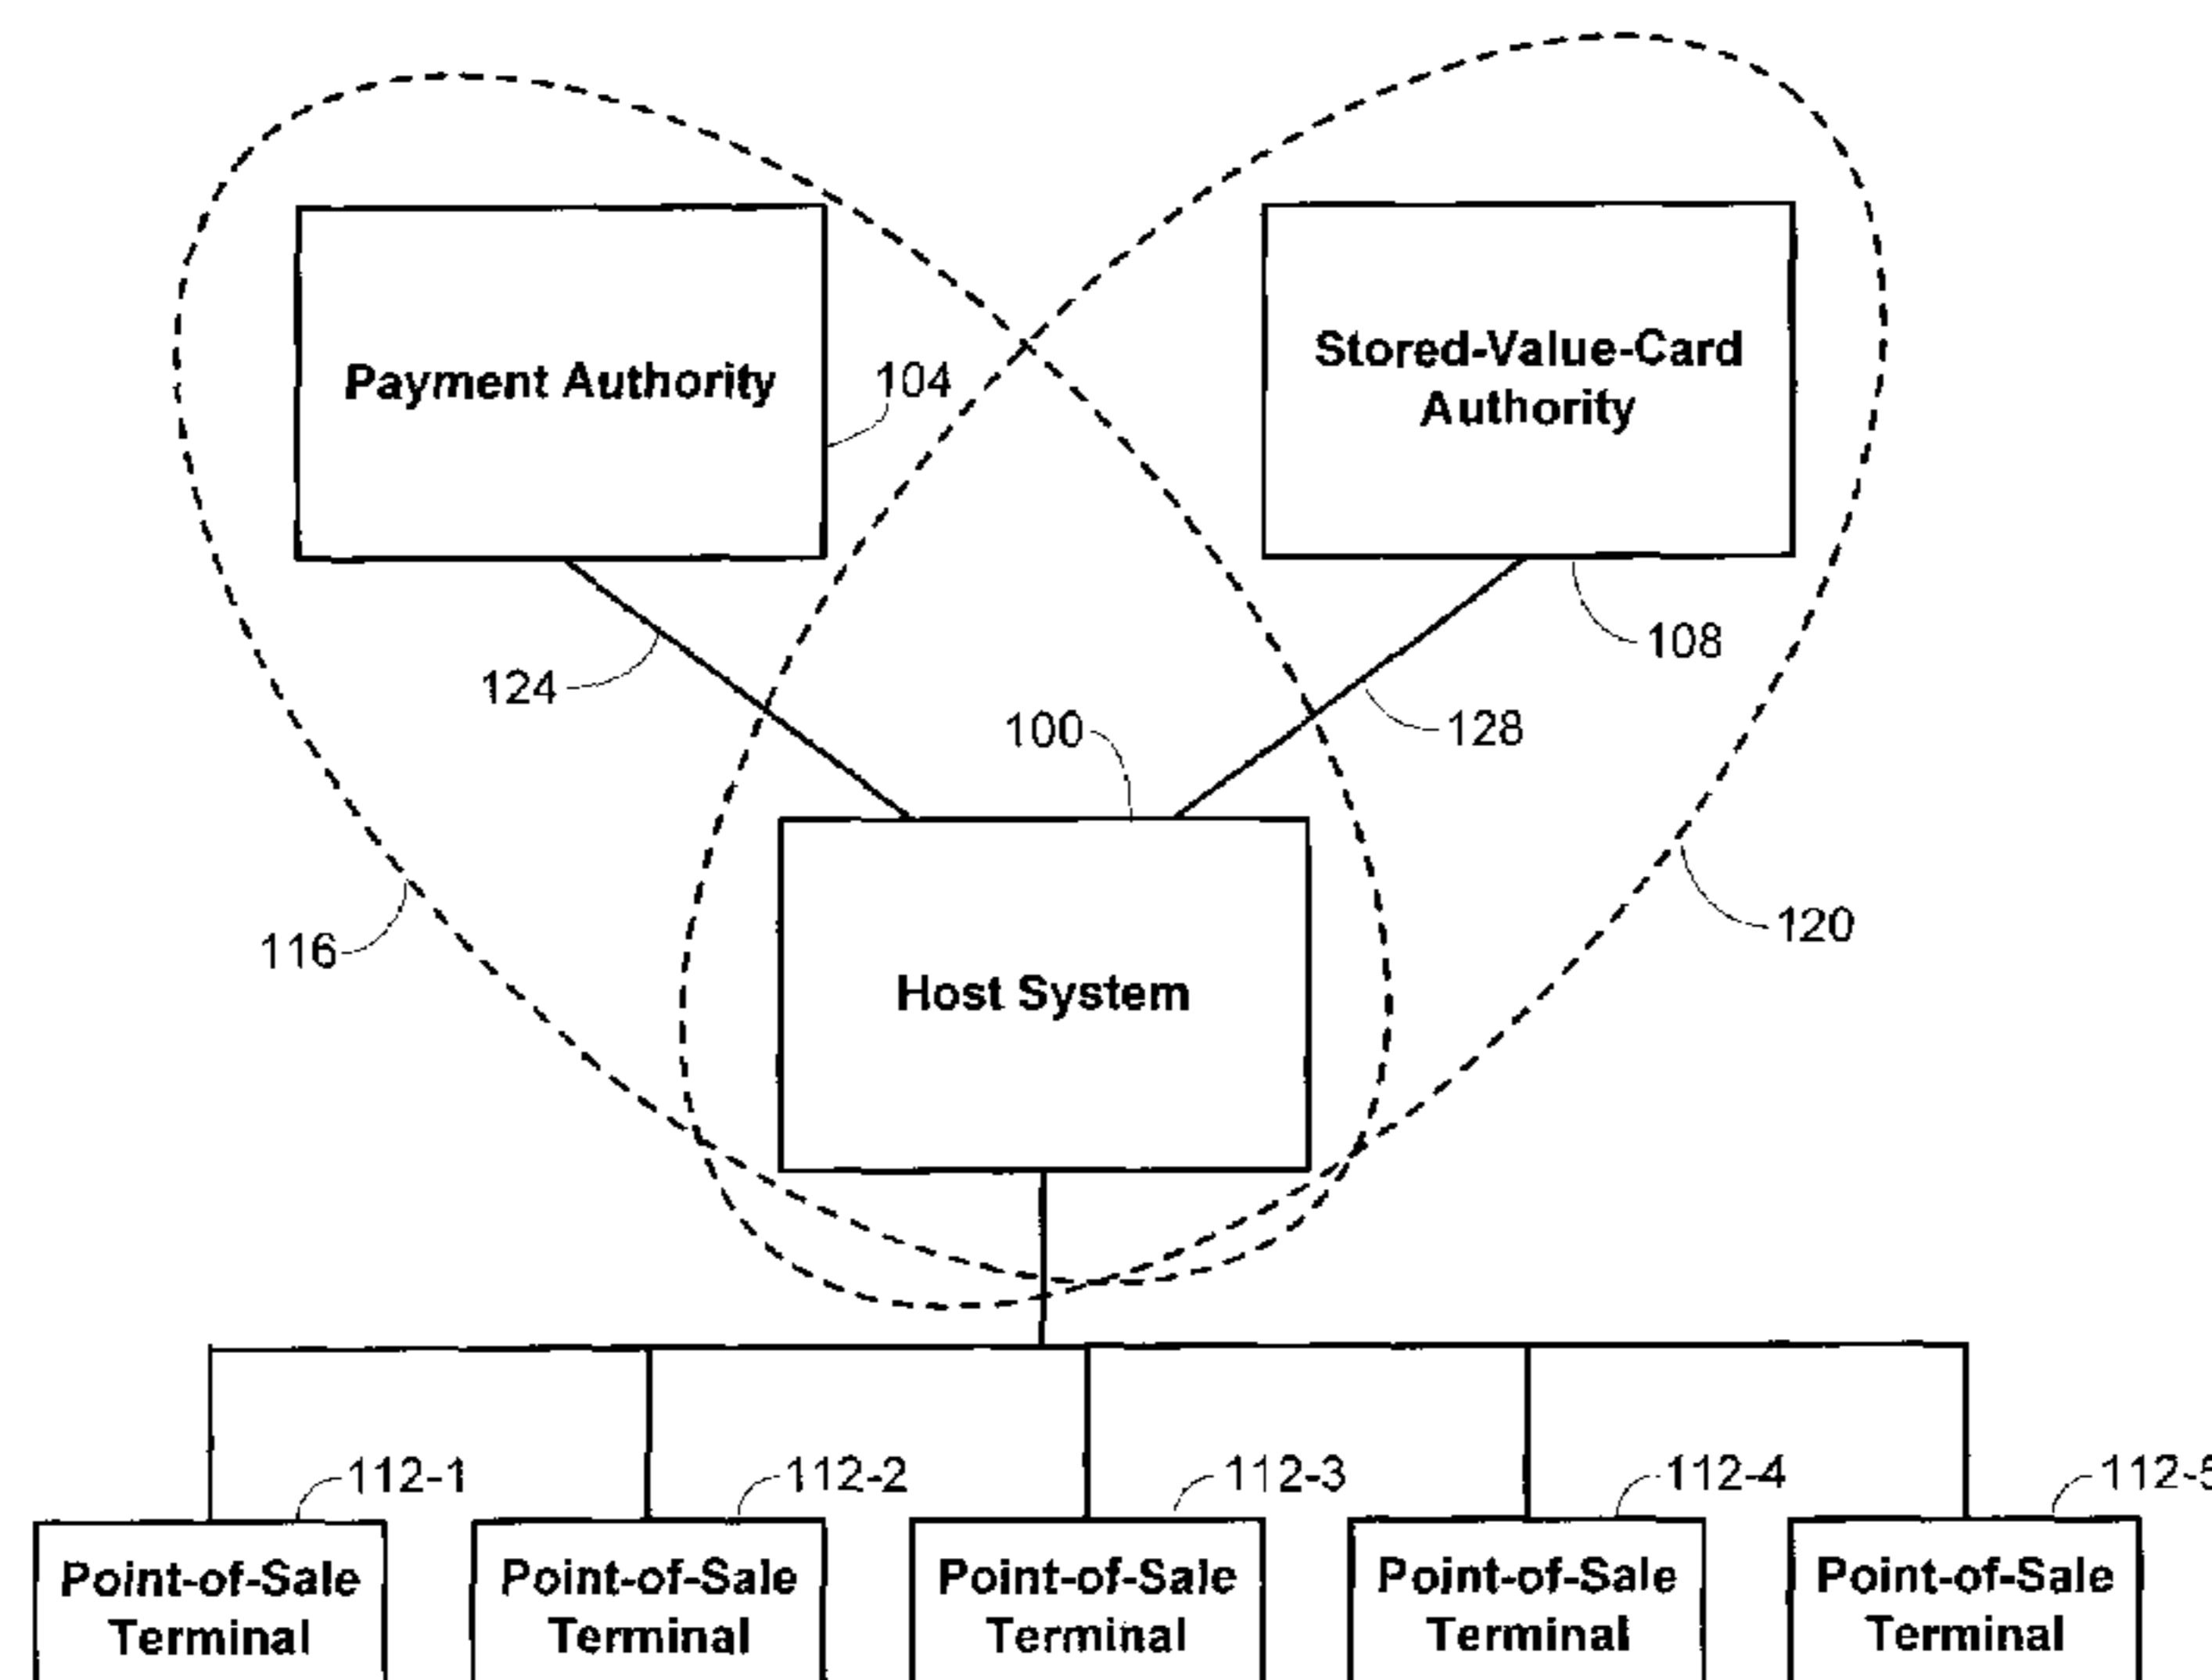 Payment Authority
104
Stored-Value-Card
Authority
108
124
100
128
116
120
Host System
112-1
112-2
112-3
112-4
112-5
Point-of-Sale
Terminal
Point-of-Sale
Terminal
Point-of-Sale
Terminal
Point-of-Sale
Terminal
Point-of-Sale
Terminal